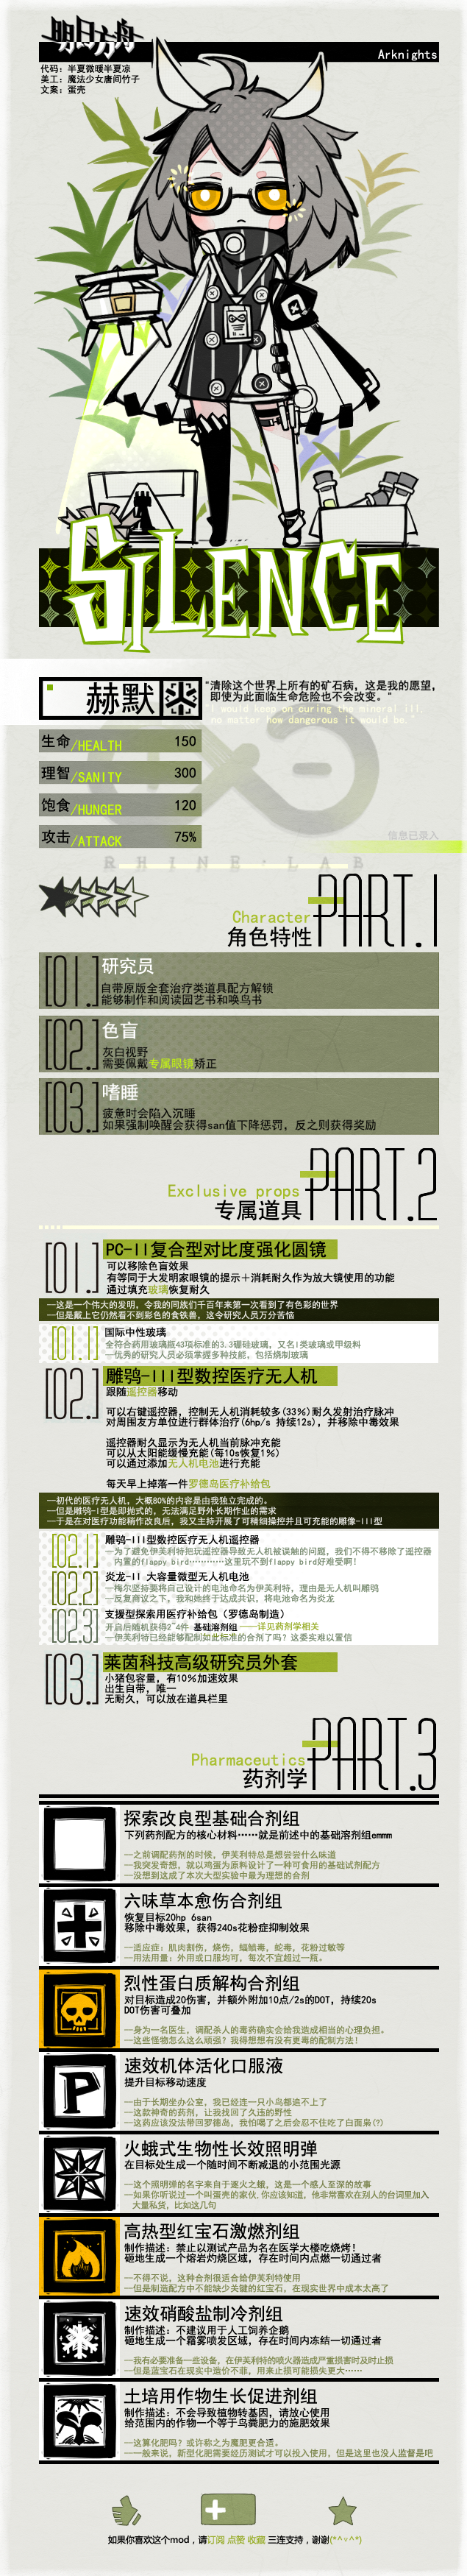 明日方舟
Arknights
代码：半夏微暖半夏凉
美工：魔法少女唐间竹子
文案：蛋壳
SILENCE
赫默
"清除这个世界上所有的矿石病，这是我的愿望，
即使为此面临生命危险也不会改变。"
"I would keep on curing the mineral ill,
no matter how dangerous it would be."
生命/HEALTH 150
理智/SANITY 300
饱食/HUNGER 120
攻击/ATTACK 75%
信息已录入
RHINE·LAB
PART.1
Character
角色特性
[01.] 研究员
自带原版全套治疗类道具配方解锁
能够制作和阅读园艺书和唤鸟书
[02.] 色盲
灰白视野
需要佩戴专属眼镜矫正
[03.] 嗜睡
疲惫时会陷入沉睡
如果强制唤醒会获得san值下降惩罚，反之则获得奖励
PART.2
Exclusive props
专属道具
[01.] PC-II复合型对比度强化圆镜
可以移除色盲效果
有等同于大发明家眼镜的提示＋消耗耐久作为放大镜使用的功能
通过填充玻璃恢复耐久
——这是一个伟大的发明，令我的同族们千百年来第一次看到了有色彩的世界
——但是戴上它仍然看不到彩色的食铁兽，这令研究人员万分苦恼
[01.1] 国际中性玻璃
全符合药用玻璃瓶43项标准的3.3硼硅玻璃，又名I类玻璃或甲级料
——优秀的研究人员必须掌握多种技能，包括烧制玻璃
[02.] 雕鸮-III型数控医疗无人机
跟随遥控器移动
可以右键遥控器，控制无人机消耗较多(33%)耐久发射治疗脉冲
对周围友方单位进行群体治疗(6hp/s 持续12s)，并移除中毒效果
遥控器耐久显示为无人机当前脉冲充能
可以从太阳能缓慢充能(每10s恢复1%)
可以通过添加无人机电池进行充能
每天早上掉落一件罗德岛医疗补给包
——初代的医疗无人机，大概80%的内容是由我独立完成的。
——但是雕鸮-I型是即抛式的，无法满足野外长期作业的需求
——于是在对医疗功能稍作改良后，我又主持开展了可精细操控并且可充能的雕像-III型
[02.1] 雕鸮-III型数控医疗无人机遥控器
——为了避免伊芙利特把玩遥控器导致无人机被误触的问题，我们不得不移除了遥控器
内置的flappy bird…………这里玩不到flappy bird好难受啊！
[02.2] 炎龙-II 大容量微型无人机电池
——梅尔坚持要将自己设计的电池命名为伊芙利特，理由是无人机叫雕鸮
——反复商议之下，我和她终于达成共识，将电池命名为炎龙
[02.3] 支援型探索用医疗补给包（罗德岛制造）
开启后随机获得2~4件 基础溶剂组——详见药剂学相关
——伊芙利特已经能够配制如此标准的合剂了吗？这委实难以置信
[03.] 莱茵科技高级研究员外套
小猪包容量，有10%加速效果
出生自带，唯一
无耐久，可以放在道具栏里
PART.3
Pharmaceutics
药剂学
探索改良型基础合剂组
下列药剂配方的核心材料……就是前述中的基础溶剂组emmm
——之前调配药剂的时候，伊芙利特总是想尝尝什么味道
——我突发奇想，就以鸡蛋为原料设计了一种可食用的基础试剂配方
——没想到这成了本次大型实验中最为理想的合剂
六味草本愈伤合剂组
恢复目标20hp 6san
移除中毒效果，获得240s花粉症抑制效果
——适应症：肌肉割伤，烧伤，蝙蝠毒，蛇毒，花粉过敏等
——用法用量：外用或口服均可，每次不宜超过一瓶。
烈性蛋白质解构合剂组
对目标造成20伤害，并额外附加10点/2s的DOT，持续20s
DOT伤害可叠加
——身为一名医生，调配杀人的毒药确实会给我造成相当的心理负担。
——这些怪物怎么这么顽强？我得想想有没有更毒的配制方法！
速效机体活化口服液
提升目标移动速度
——由于长期坐办公室，我已经连一只小鸟都追不上了
——这款神奇的药剂，让我找回了久违的野性
——这药应该没法带回罗德岛，我怕喝了之后会忍不住吃了白面枭(?)
火蛾式生物性长效照明弹
在目标处生成一个随时间不断减退的小范围光源
——这个照明弹的名字来自于逐火之蛾，这是一个感人至深的故事
——如果你听说过一个叫蛋壳的家伙，你应该知道，他非常喜欢在别人的台词里加入
大量私货，比如这几句
高热型红宝石激燃剂组
制作描述：禁止以测试产品为名在医学大楼吃烧烤！
砸地生成一个熔岩灼烧区域，存在时间内点燃一切通过者
——不得不说，这种合剂很适合给伊芙利特使用
——但是制造配方中不能缺少关键的红宝石，在现实世界中成本太高了
速效硝酸盐制冷剂组
制作描述：不建议用于人工饲养企鹅
砸地生成一个霜雾喷发区域，存在时间内冻结一切通过者
——我有必要准备一些设备，在伊芙利特的喷火器造成严重损害时及时止损
——但是蓝宝石在现实中造价不菲，用来止损可能损失更大……
土培用作物生长促进剂组
制作描述：不会导致植物转基因，请放心使用
给范围内的作物一个等于鸟粪肥力的施肥效果
——这算化肥吗？或许称之为魔肥更合适。
——一般来说，新型化肥需要经历测试才可以投入使用，但是这里也没人监督是吧
如果你喜欢这个mod，请订阅 点赞 收藏 三连支持，谢谢(*^▽^*)